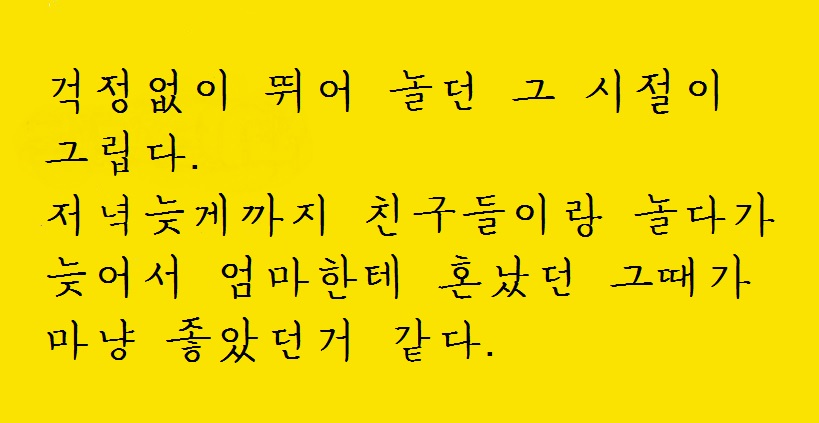 걱정없이 뛰어 놀던 그 시절이
그립다.
저녁늦게까지 친구들이랑 놀다가
늦어서 엄마한테 혼났던 그때가
마냥 좋았던거 같다.